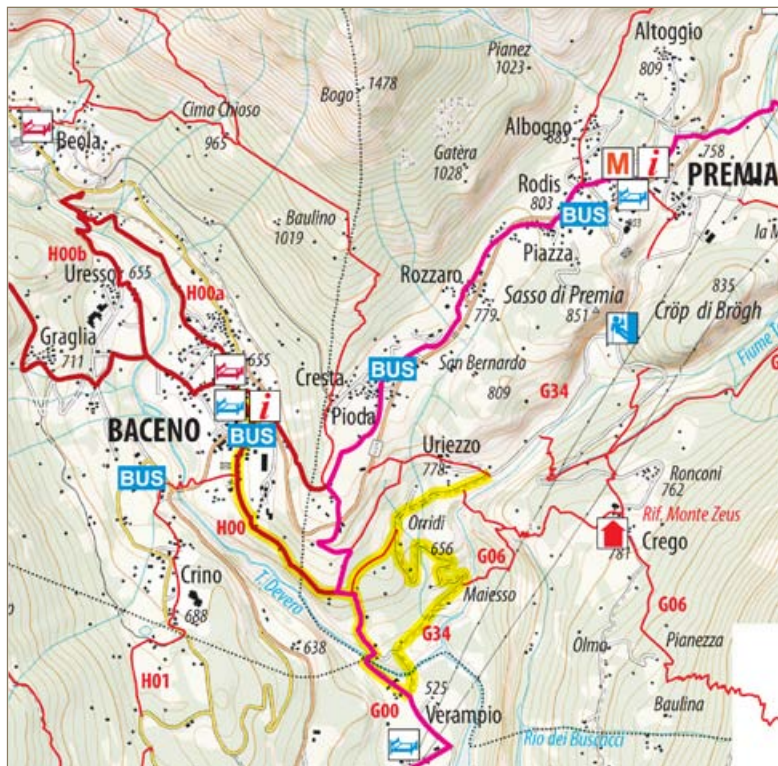 Altoggio
809
Pianez
1023
1478
Bogo
Cima Chioso
965
Beola
Albogno
883
Gatèra
1028
M
i
758
PREMIA
Rodis
803
BUS
Baulino
1019
H00b
655
Uresso
H00a
Piazza
Rozzaro
Sasso di Premia
851
835
Cröp di Brögh
779
Graglia
711
655
San Bernardo
809
G34
Cresta
BUS
Pioda
i
BACENO
BUS
Uriezzo
778
BUS
Ronconi
762
Rif. Monte Zeus
Orridi
656
H00
G06
Crego
781
T. Devero
Crino
688
Maiesso
G06
G34
Olmo
Pianezza
638
H01
525
Baulina
G00
Verampio
Rio dei Buscacci